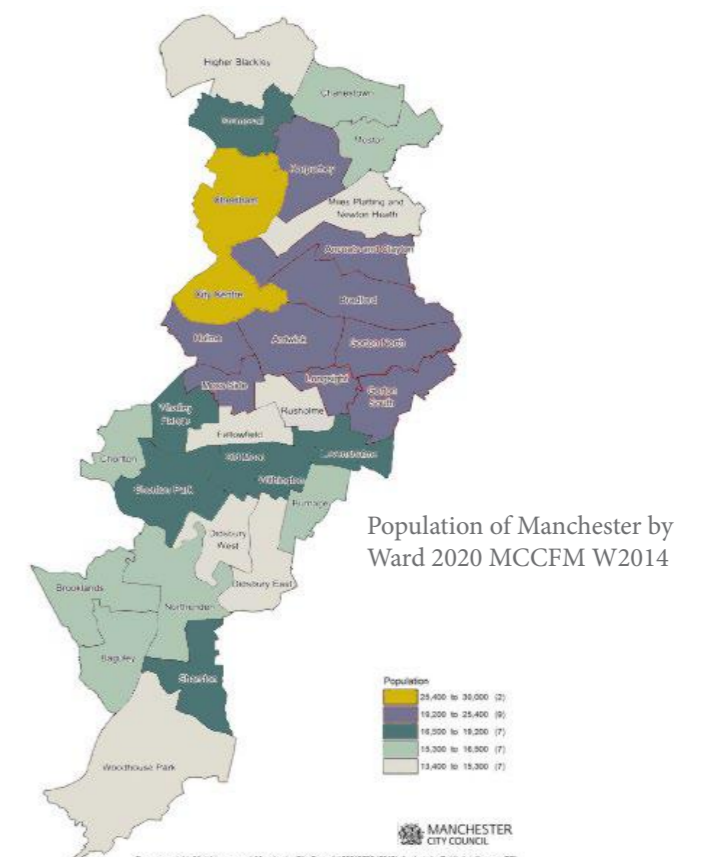 Higher Blackley
Charlestown
Moston
Harpurhey
Cheetham
Miles Platting and
Newton Heath
Ancoats and Clayton
City Centre
Bradford
Hulme
Ardwick
Gorton North
Moss Side
Longsight
Gorton
South
Rusholme
Whalley
Range
Fallowfield
Levenshulme
Chorlton
Old Moat
Withington
Chorlton Park
Burnage
Didsbury
West
Population of Manchester by
Ward 2020 MCCFM W2014
Didsbury East
Brooklands
Northenden
Baguley
Sharston
Woodhouse Park
Population
25,400 to 30,000 (2)
19,200 to 25,400 (9)
16,500 to 19,200 (7)
15,300 to 16,500 (7)
13,400 to 15,300 (7)
MANCHESTER
CITY COUNCIL